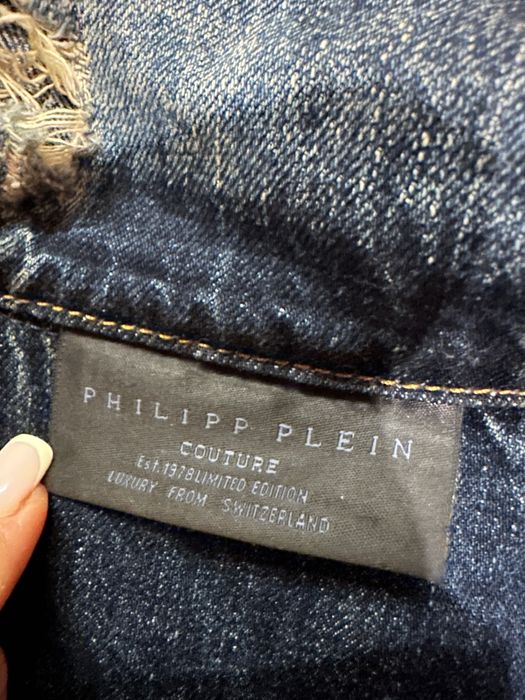 PHILIPP PLEIN
COUTURE
Est.1978LIMITED EDITION
LUXURY FROM SWITZERLAND